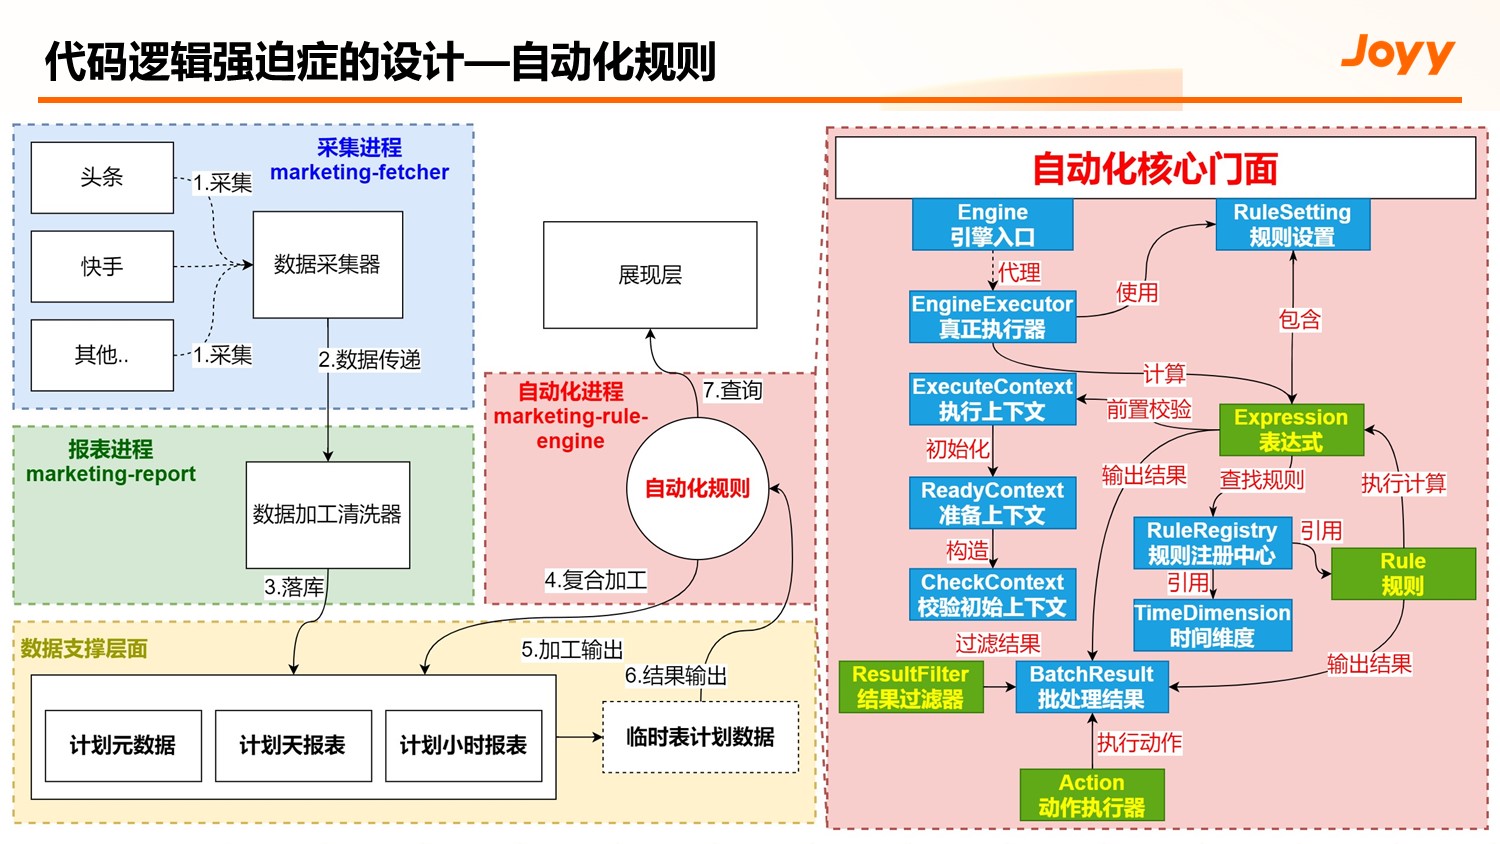 代码逻辑强迫症的设计—自动化规则
Joyy
采集进程
marketing-fetcher
头条
快手
其他..
1.采集
1.采集
数据采集器
2.数据传递
报表进程
marketing-report
数据加工清洗器
3.落库
展现层
7.查询
自动化进程
marketing-rule-
engine
自动化规则
4.复合加工
数据支撑层面
5.加工输出
6.结果输出
计划元数据
计划天报表
计划小时报表
临时表计划数据
自动化核心门面
Engine
引擎入口
RuleSetting
规则设置
代理
使用
EngineExecutor
真正执行器
包含
计算
ExecuteContext
执行上下文
前置校验
Expression
表达式
初始化
输出结果
查找规则
执行计算
ReadyContext
准备上下文
RuleRegistry
规则注册中心
引用
构造
Rule
规则
CheckContext
校验初始上下文
引用
TimeDimension
时间维度
过滤结果
输出结果
ResultFilter
结果过滤器
BatchResult
批处理结果
执行动作
Action
动作执行器